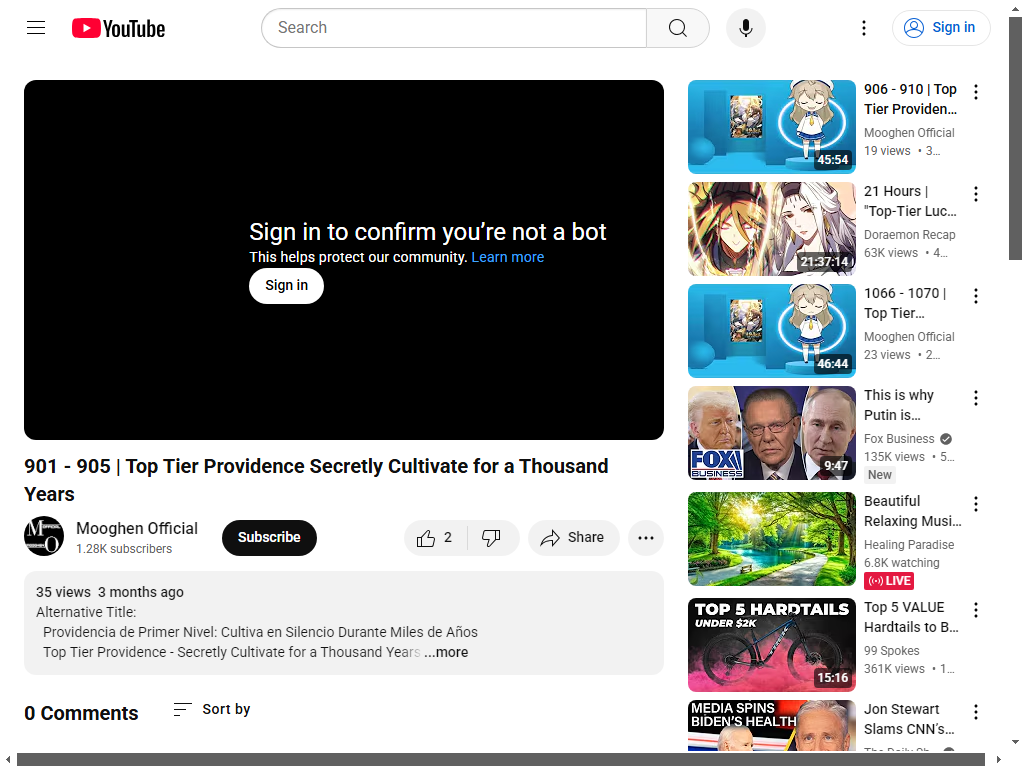 YouTube
Search
Sign in
Sign in to confirm you're not a bot
This helps protect our community. Learn more
Sign in
901 - 905 | Top Tier Providence Secretly Cultivate for a Thousand
Years
Mooghen Official
1.28K subscribers
Subscribe
2
Share
35 views 3 months ago
Alternative Title:
Providencia de Primer Nivel: Cultiva en Silencio Durante Miles de Años
Top Tier Providence - Secretly Cultivate for a Thousand Years ...more
0 Comments
Sort by
45:54
906 - 910 | Top
Tier Providen...
Mooghen Official
19 views • 3...
21:37:14
21 Hours |
"Top-Tier Luc...
Doraemon Recap
63K views • 4...
46:44
1066 - 1070 |
Top Tier...
Mooghen Official
23 views • 2...
FOX
BUSINESS
9:47
This is why
Putin is...
Fox Business
135K views • 5...
New
Beautiful
Relaxing Musi...
Healing Paradise
6.8K watching
LIVE
TOP 5 HARDTAILS
UNDER $2K
15:16
Top 5 VALUE
Hardtails to B...
99 Spokes
361K views • 1...
MEDIA SPINS
BIDEN'S HEALTH
Jon Stewart
Slams CNN's